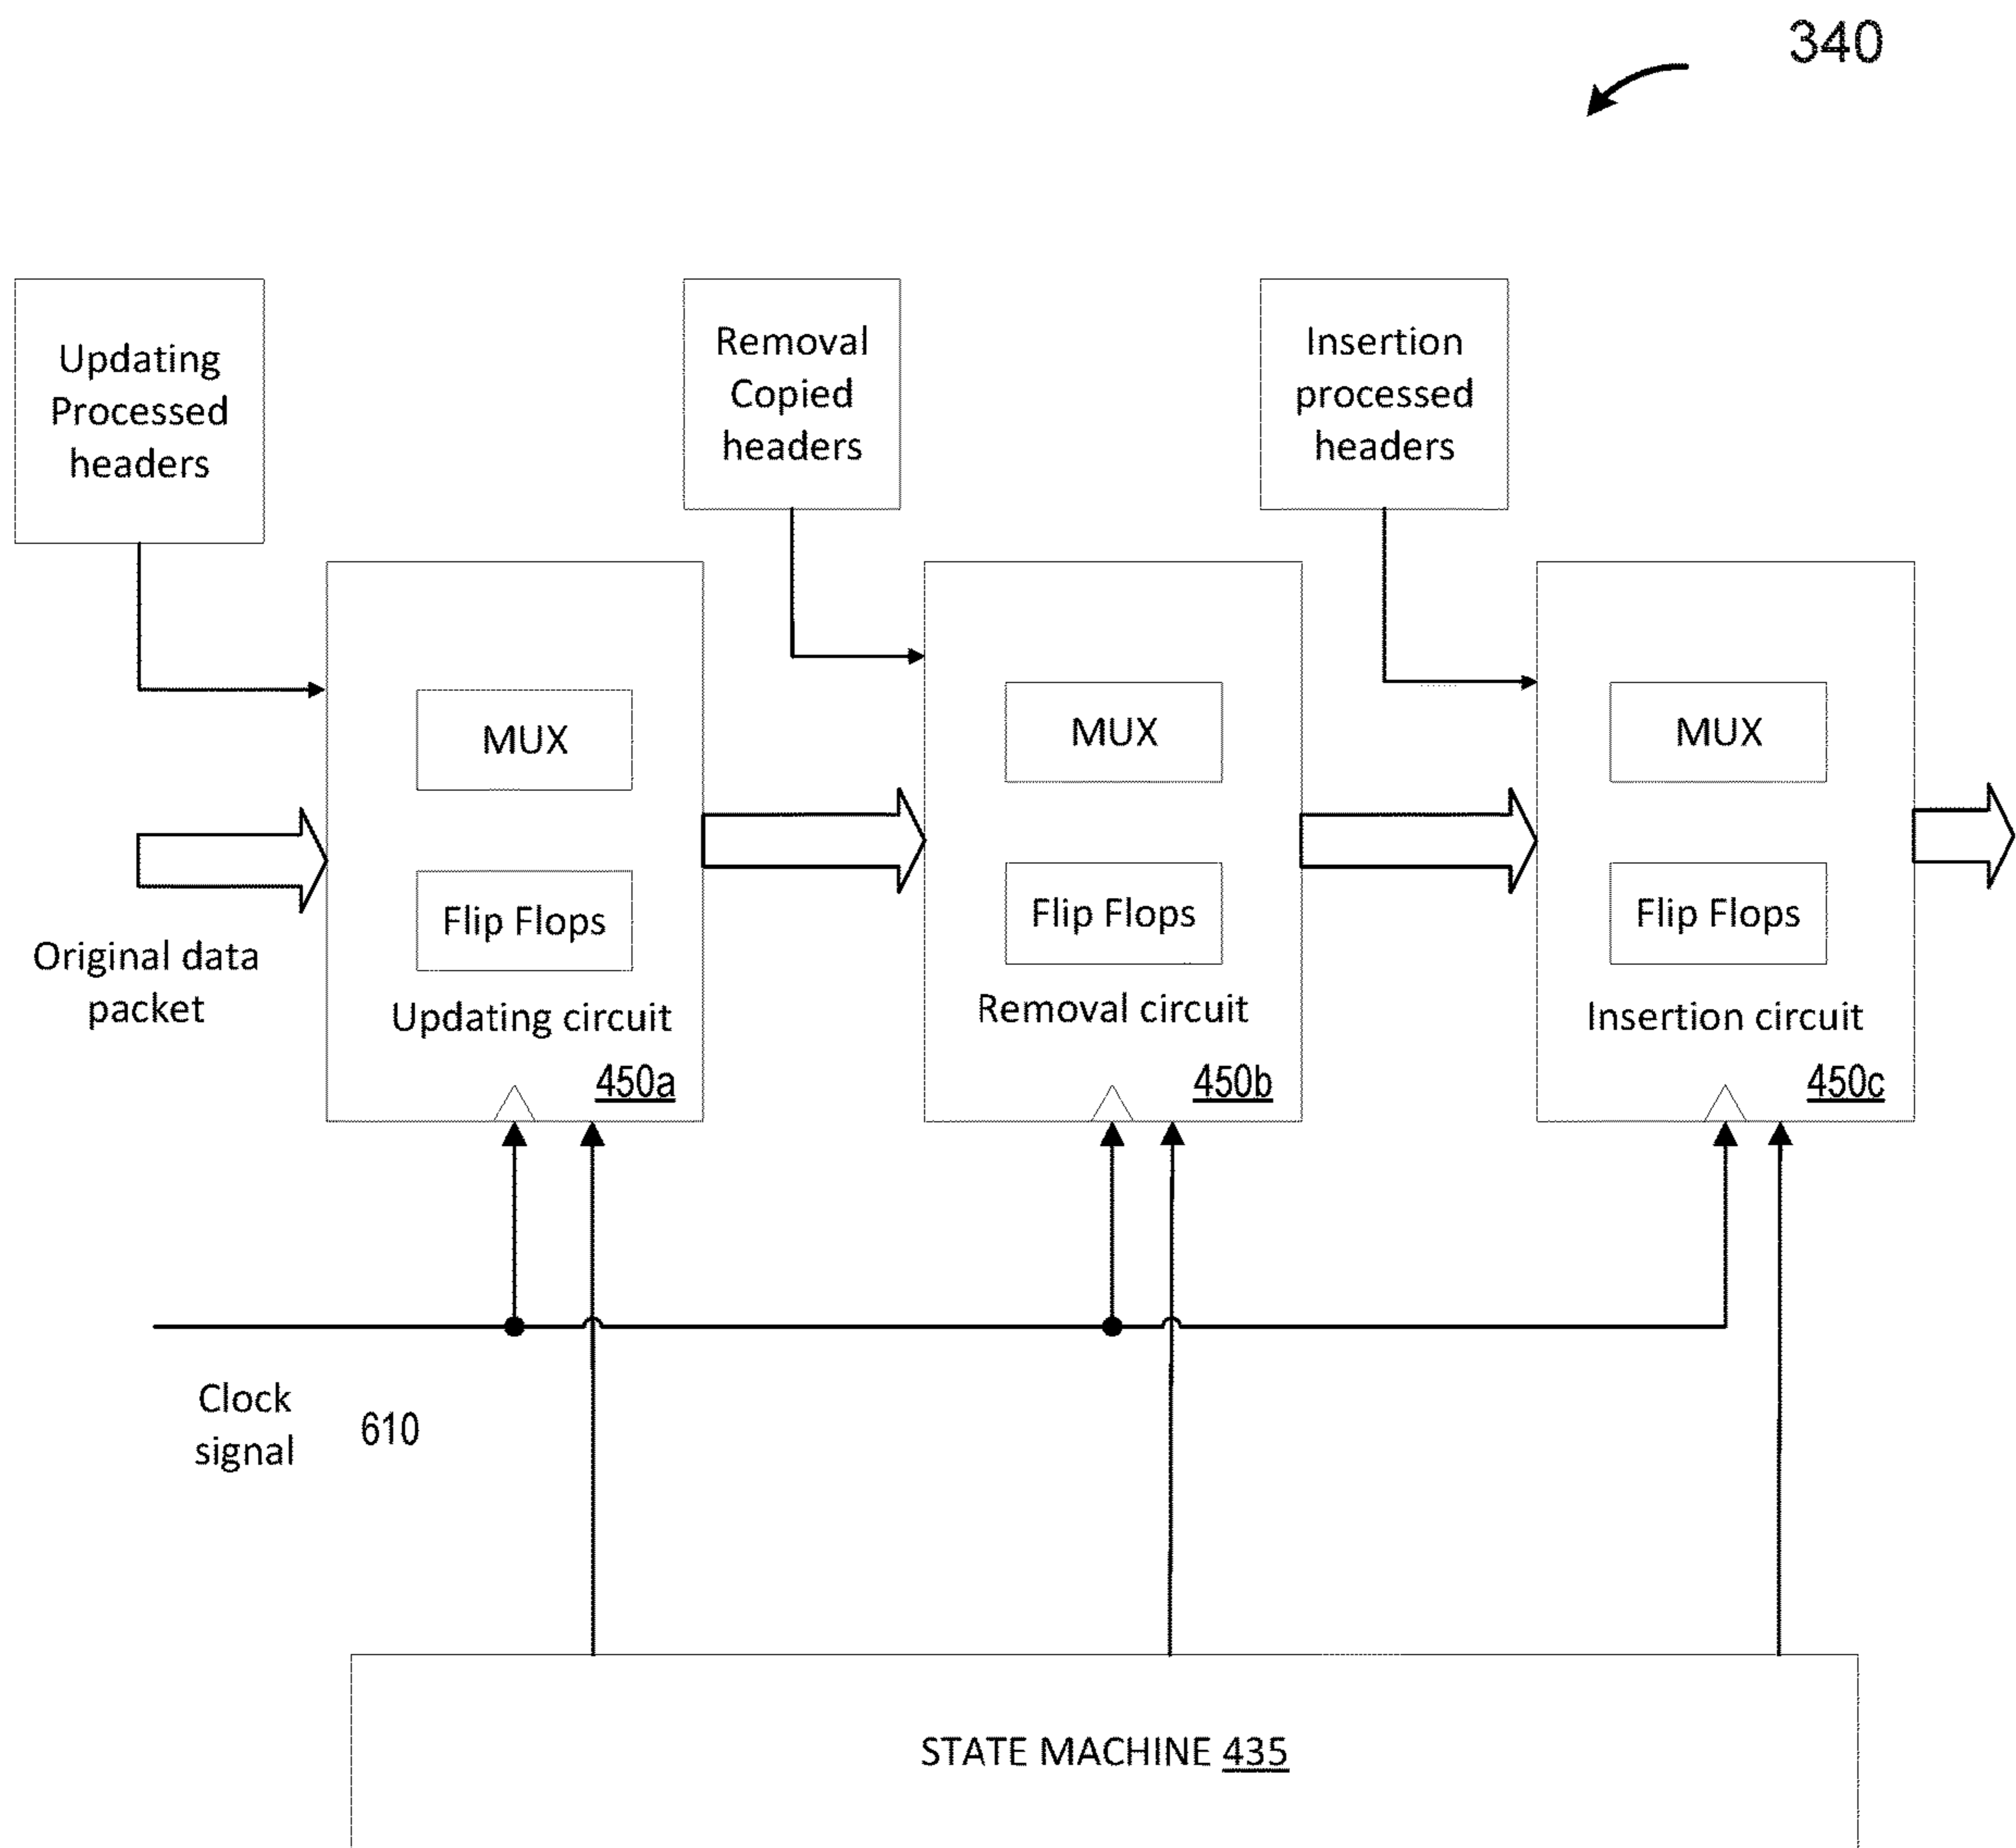 340
Updating
Processed
headers
Removal
Copied
headers
Insertion
processed
headers
MUX
Flip Flops
Updating circuit
450a
MUX
Flip Flops
Removal circuit
450b
MUX
Flip Flops
Insertion circuit
450c
Original data
packet
Clock
signal
610
STATE MACHINE 435